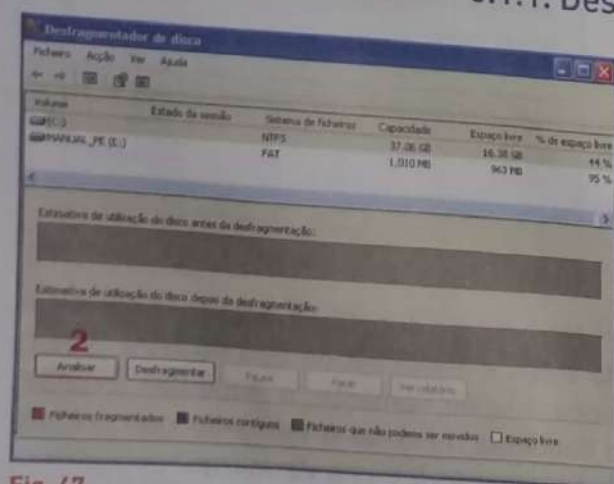 Des
Desfragmentador de disco
Ficheiro Acção Ver Ajuda
Volume Estado da sessão Sistema de ficheiros Capacidade Espaço livre % de espaço livre
(C:) NTFS 37,06 GB 16,38 GB 44 %
MANUAL_PE (E:) FAT 1,010 MB 963 MB 95 %
Estimativa de utilização do disco antes da desfragmentação:
Estimativa de utilização do disco depois da desfragmentação:
2
Analisar Desfragmentar Pausa Parar Ver relatório
Ficheiros fragmentados Ficheiros contíguos Ficheiros que não podem ser movidos Espaço livre